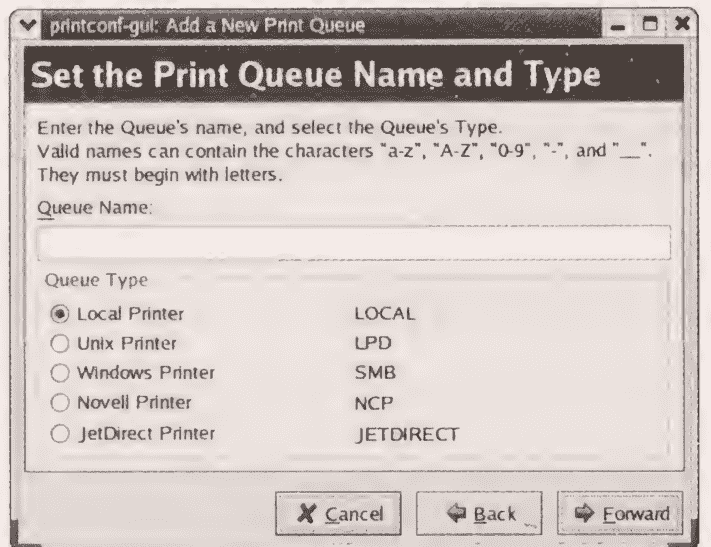 printconf-gui: Add a New Print Queue
Set the Print Queue Name and Type
Enter the Queue's name, and select the Queue's Type.
Valid names can contain the characters "a-z", "A-Z", "0-9", "-", and "__".
They must begin with letters.
Queue Name:
Queue Type
Local Printer LOCAL
Unix Printer LPD
Windows Printer SMB
Novell Printer NCP
JetDirect Printer JETDIRECT
Cancel Back Forward